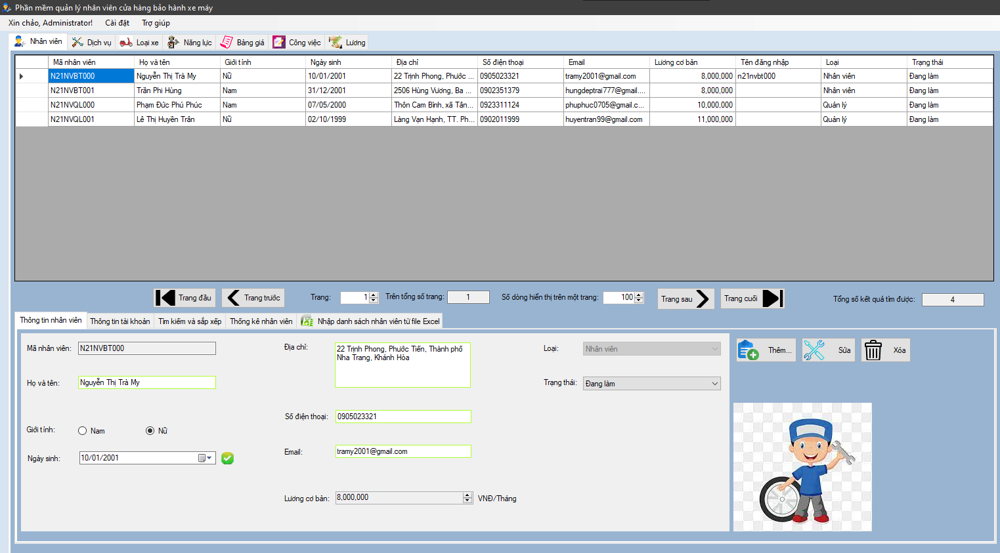 Phần mềm quản lý nhân viên cửa hàng bảo hành xe máy
Xin chảo, Administrator! Cài đặt Trợ giúp
Nhân viên Dịch vụ Loại xe Năng lực Bảng giá Công việc Lương
Mã nhân viên Họ và tên Giới tính Ngày sinh Địa chỉ Số điện thoại Email Lương cơ bản Tên đăng nhập Loại Trạng thái
N21NVBT000 Nguyễn Thị Trà My Nữ 10/01/2001 22 Trịnh Phong, Phước ... 0905023321 tramy2001@gmail.com 8,000,000 n21nvbt000 Nhân viên Đang làm
N21NVBT001 Trần Phi Hùng Nam 31/12/2001 2506 Hùng Vương, Ba ... 0902351379 hungdeptrai777@gmail.... 8,000,000 Nhân viên Đang làm
N21NVQL000 Phạm Đức Phú Phúc Nam 07/05/2000 Thôn Cam Bình, xã Tân... 0923311124 phuphuc0705@gmail.c... 10,000,000 Quản lý Đang làm
N21NVQL001 Lê Thị Huyền Trân Nữ 02/10/1999 Làng Vạn Hạnh, TT. Ph... 0902011999 huyentran99@gmail.com 11,000,000 Quản lý Đang làm
Trang đầu Trang trước Trang: 1 Trên tổng số trang: 1 Số dòng hiển thị trên một trang: 100 Trang sau Trang cuối Tổng số kết quả tìm được: 4
Thông tin nhân viên Thông tin tài khoản Tìm kiếm và sắp xếp Thống kê nhân viên Nhập danh sách nhân viên từ file Excel
Mã nhân viên: N21NVBT000
Họ và tên: Nguyễn Thị Trà My
Giới tính: Nam Nữ
Ngày sinh: 10/01/2001
Địa chỉ: 22 Trịnh Phong, Phước Tiến, Thành phố
Nha Trang, Khánh Hòa
Số điện thoại: 0905023321
Email: tramy2001@gmail.com
Lương cơ bản: 8,000,000 VNĐ/Tháng
Loại: Nhân viên
Trạng thái: Đang làm
Thêm... Sửa Xóa